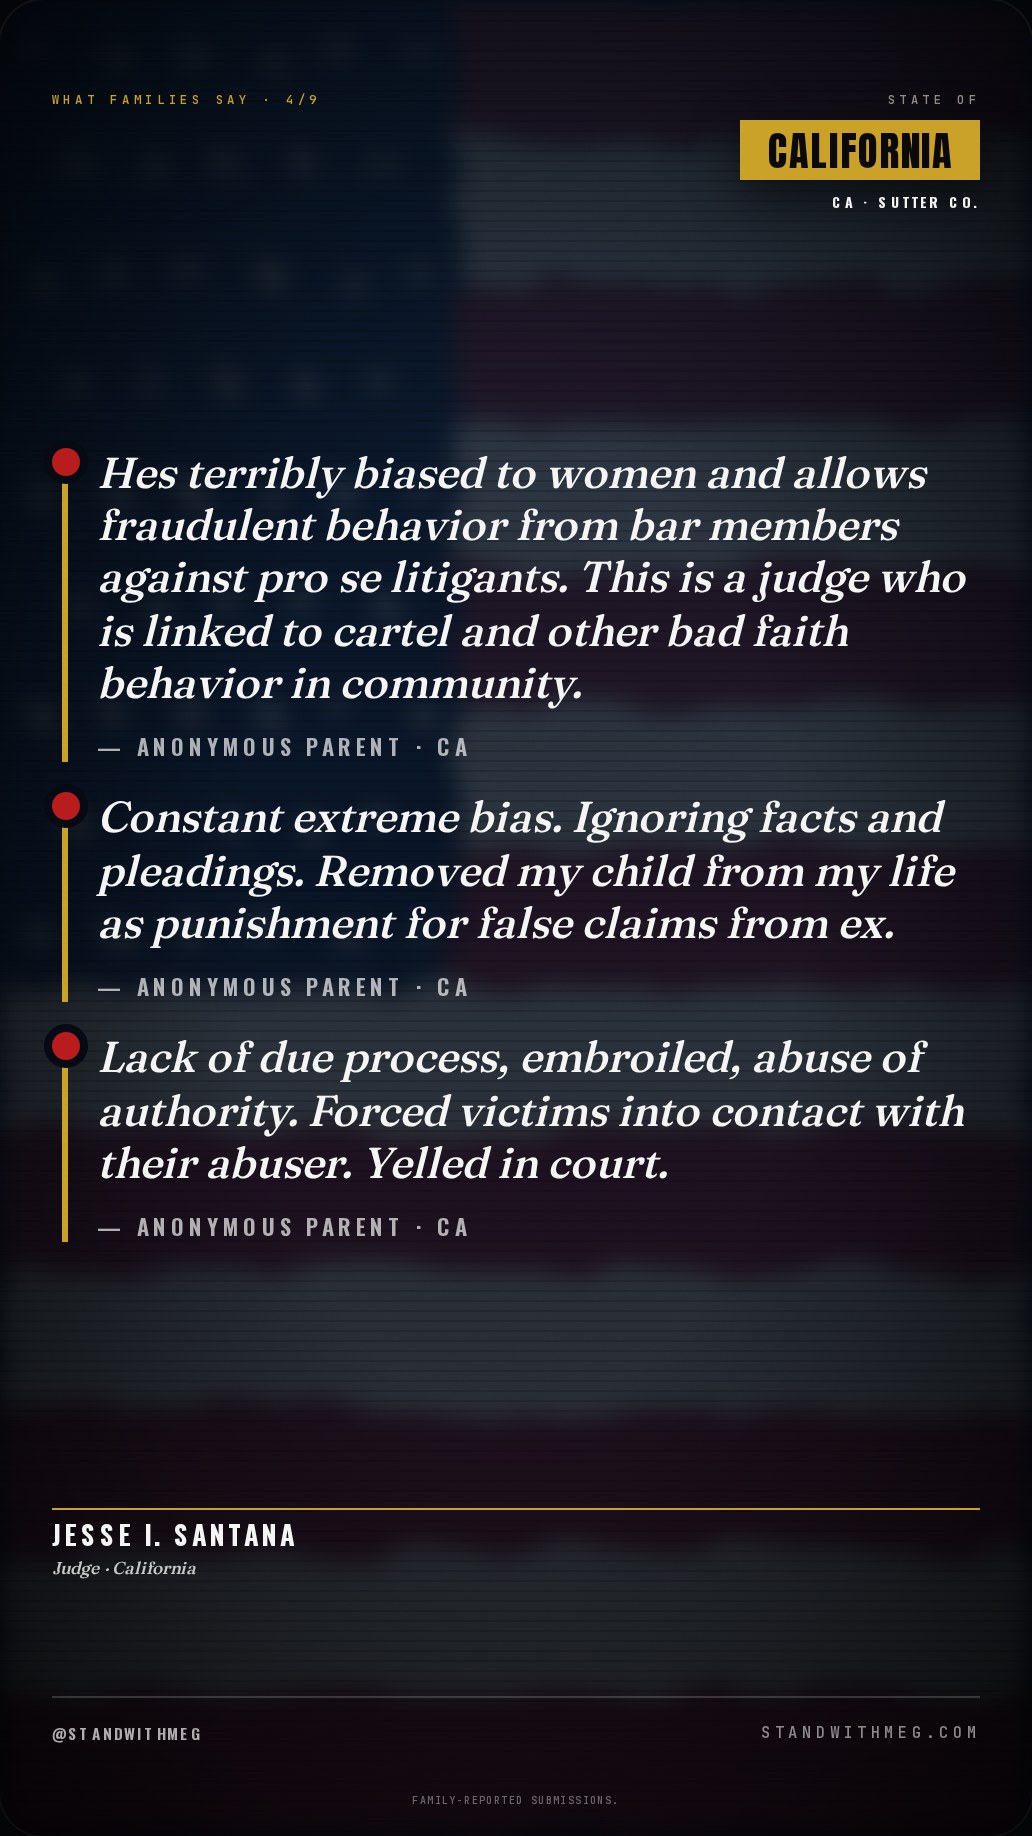 WHAT FAMILIES SAY · 4/9
STATE OF
CALIFORNIA
CA · SUTTER CO.
Hes terribly biased to women and allows
fraudulent behavior from bar members
against pro se litigants. This is a judge who
is linked to cartel and other bad faith
behavior in community.
— ANONYMOUS PARENT · CA
Constant extreme bias. Ignoring facts and
pleadings. Removed my child from my life
as punishment for false claims from ex.
— ANONYMOUS PARENT · CA
Lack of due process, embroiled, abuse of
authority. Forced victims into contact with
their abuser. Yelled in court.
— ANONYMOUS PARENT · CA
JESSE I. SANTANA
Judge · California
@STANDWITHMEG
STANDWITHMEG.COM
FAMILY-REPORTED SUBMISSIONS.